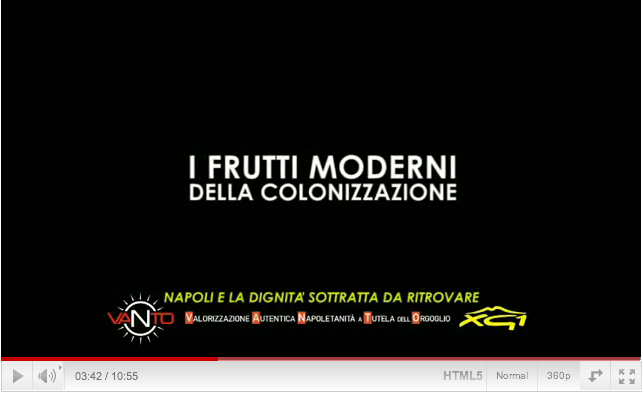 I FRUTTI MODERNI
DELLA COLONIZZAZIONE
NAPOLI E LA DIGNITA' SOTTRATTA DA RITROVARE
VANTO VALORIZZAZIONE AUTENTICA NAPOLETANITÀ A TUTELA DELL'ORGOGLIO XG1
03:42 / 10:55 HTML5 Normal 360p